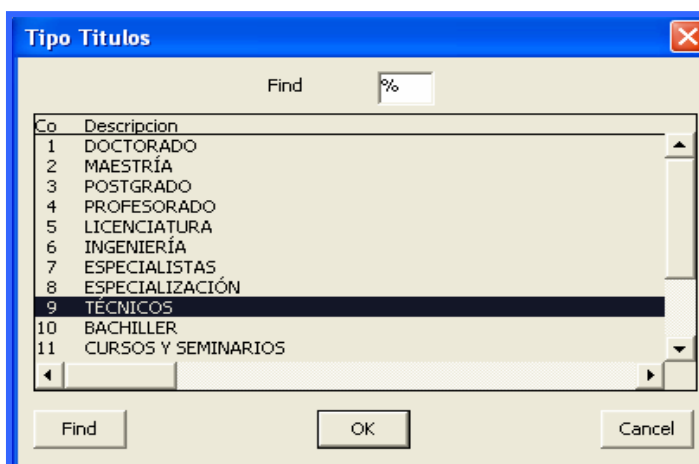 Tipo Titulos
Find %
Co Descripcion
1 DOCTORADO
2 MAESTRÍA
3 POSTGRADO
4 PROFESORADO
5 LICENCIATURA
6 INGENIERÍA
7 ESPECIALISTAS
8 ESPECIALIZACIÓN
9 TÉCNICOS
10 BACHILLER
11 CURSOS Y SEMINARIOS
Find OK Cancel